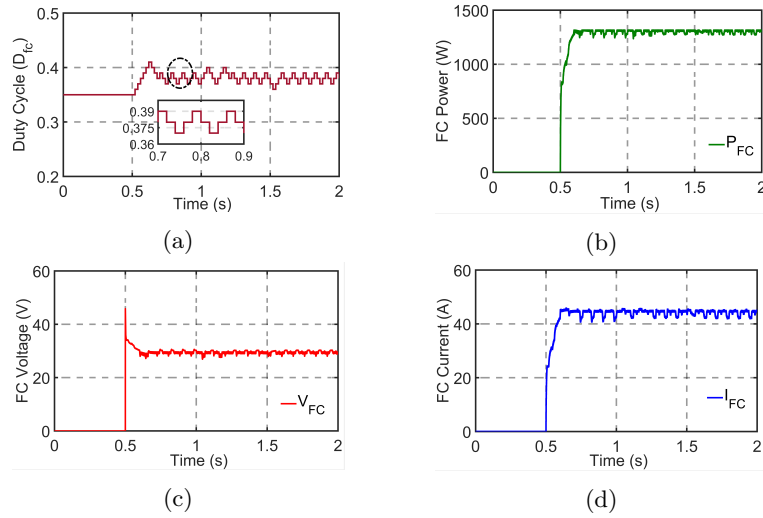 0.5
0.4
0.3
0.2
Duty Cycle (D_fc)
0.39
0.375
0.36
0.7 0.8 0.9
0 0.5 1 1.5 2
Time (s)
(a)
1500
1000
500
0
FC Power (W)
P_FC
0 0.5 1 1.5 2
Time (s)
(b)
60
40
20
0
FC Voltage (V)
V_FC
0 0.5 1 1.5 2
Time (s)
(c)
60
40
20
0
FC Current (A)
I_FC
0 0.5 1 1.5 2
Time (s)
(d)